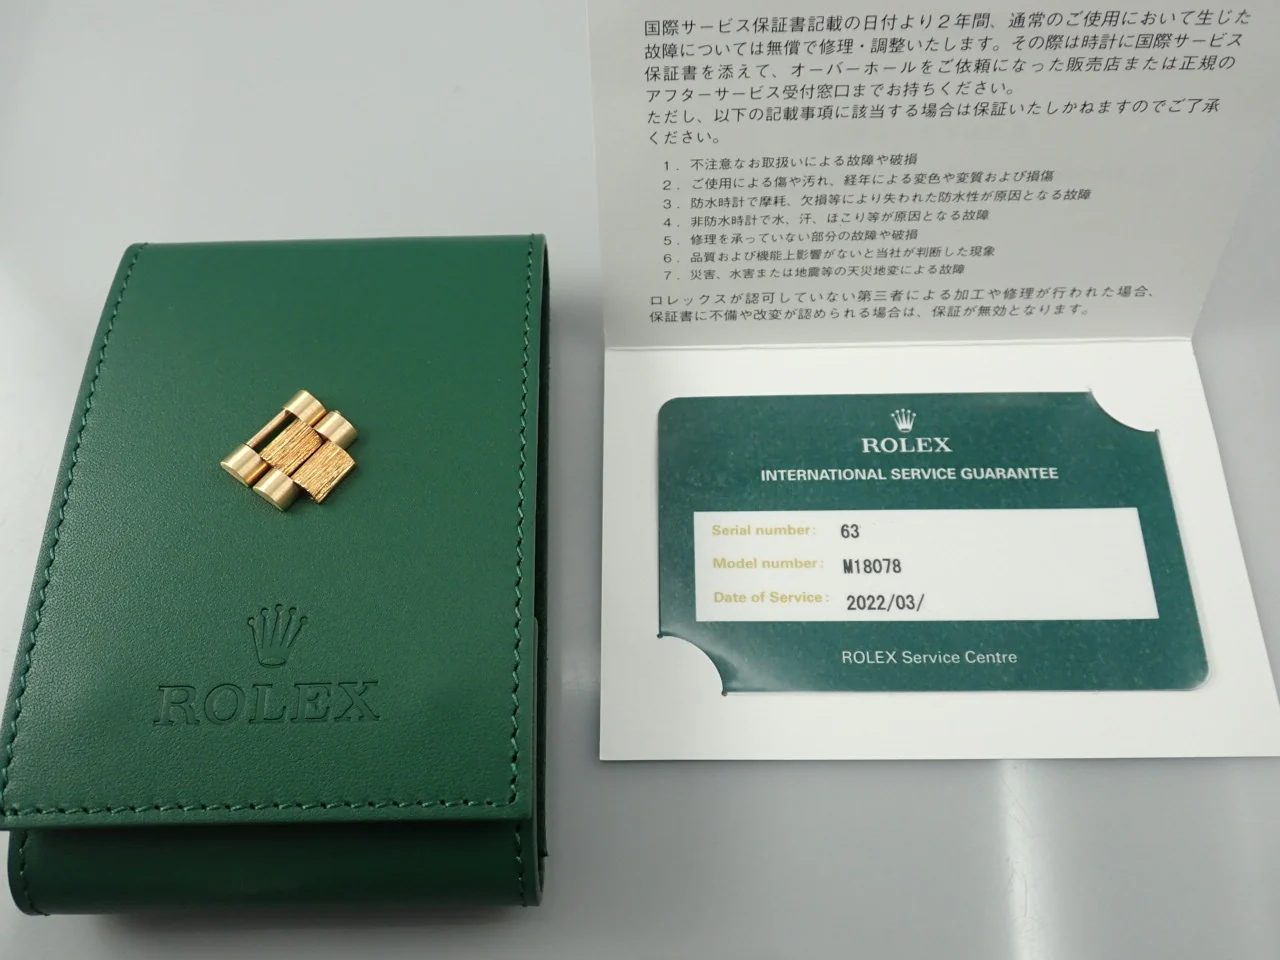 国際サービス保証書記載の日付より2年間、通常のご使用において生じた
故障については無償で修理・調整いたします。その際は時計に国際サービス
保証書を添えて、オーバーホールをご依頼になった販売店または正規の
アフターサービス受付窓口までお持ちください。
ただし、以下の記載事項に該当する場合は保証いたしかねますのでご了承
ください。
1. 不注意なお取扱いによる故障や破損
2. ご使用による傷や汚れ、経年による変色や変質および損傷
3. 防水時計で摩耗、欠損等により失われた防水性が原因となる故障
4. 非防水時計で水、汗、ほこり等が原因となる故障
5. 修理を承っていない部分の故障や破損
6. 品質および機能上影響がないと当社が判断した現象
7. 災害、水害または地震等の天災地変による故障
ロレックスが認可していない第三者による加工や修理が行われた場合、
保証書に不備や改変が認められる場合は、保証が無効となります。
ROLEX
INTERNATIONAL SERVICE GUARANTEE
Serial number: 63
Model number: M18078
Date of Service: 2022/03/
ROLEX Service Centre
ROLEX